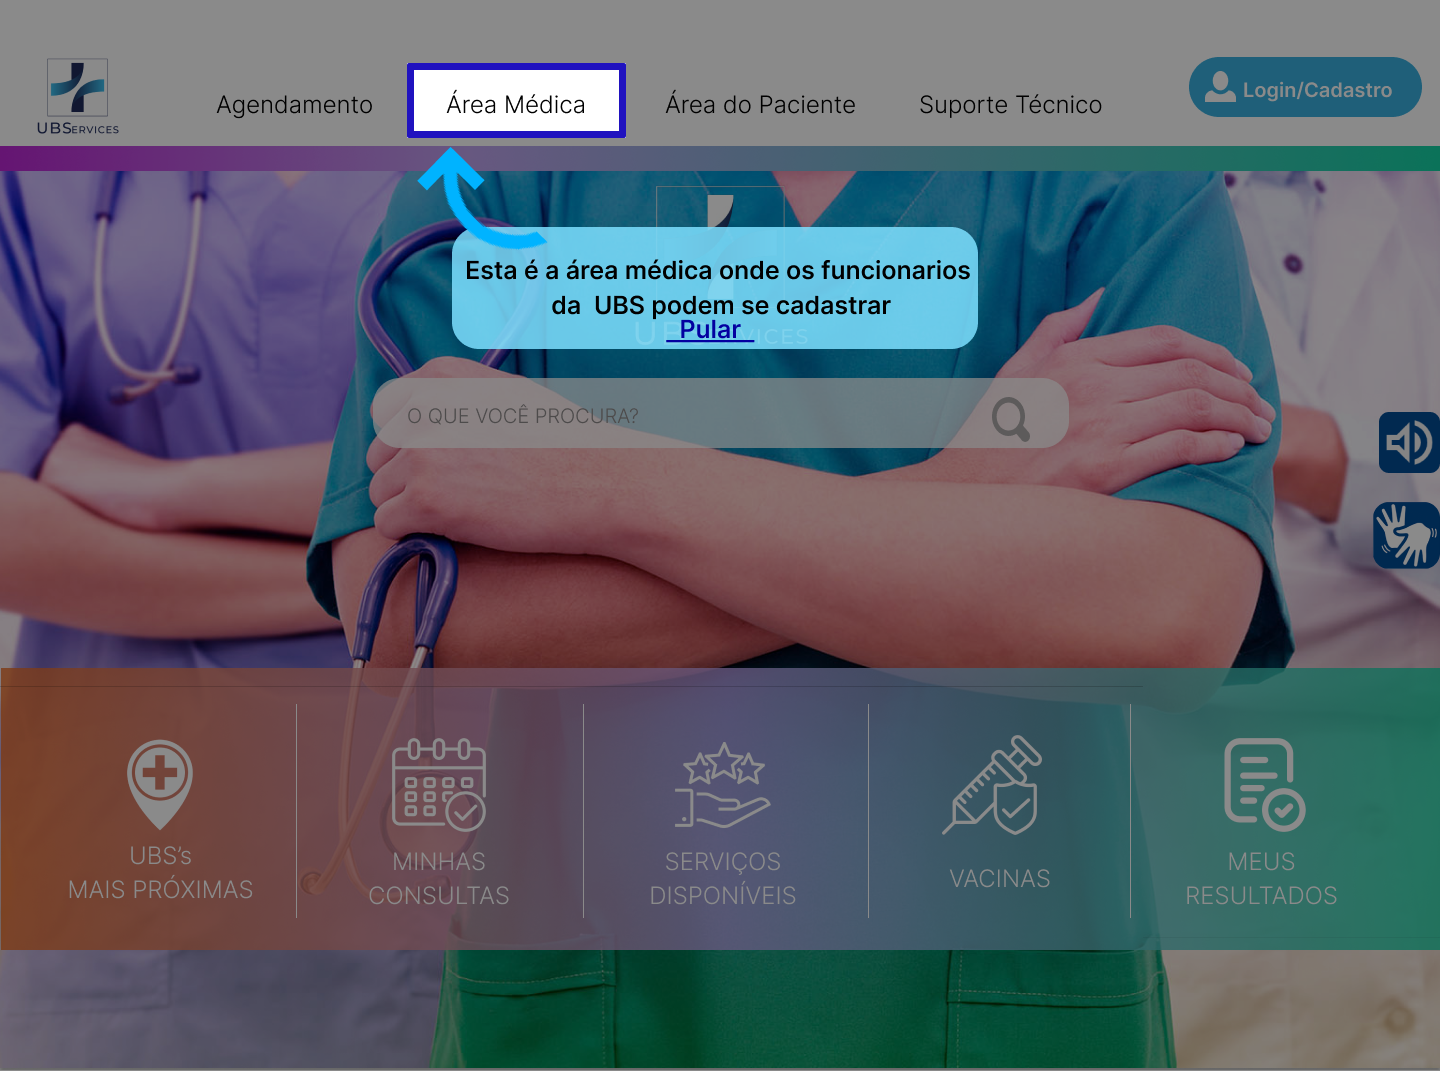 UBSERVICES
Agendamento
Área Médica
Área do Paciente
Suporte Técnico
Login/Cadastro
Esta é a área médica onde os funcionarios
da UBS podem se cadastrar
Pular
O QUE VOCÊ PROCURA?
UBS’s
MAIS PRÓXIMAS
MINHAS
CONSULTAS
SERVIÇOS
DISPONÍVEIS
VACINAS
MEUS
RESULTADOS